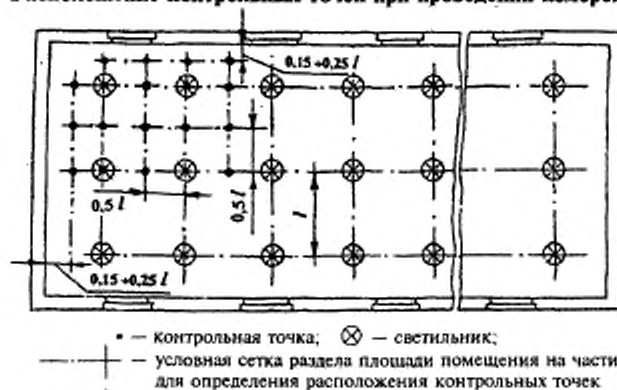 0,15 ÷0,25 l
0,5 l
0,5 l
l
0,15 ÷0,25 l
• – контрольная точка; ⊗ – светильник;
– условная сетка раздела площади помещения на части
для определения расположения контрольных точек